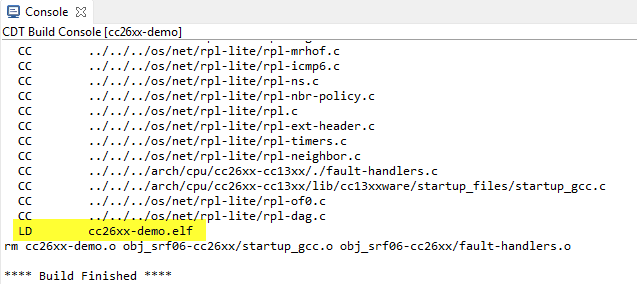 Console
CDT Build Console [cc26xx-demo]
CC ../../../os/net/rpl-lite/rpl-mrhof.c
CC ../../../os/net/rpl-lite/rpl-icmp6.c
CC ../../../os/net/rpl-lite/rpl-ns.c
CC ../../../os/net/rpl-lite/rpl-nbr-policy.c
CC ../../../os/net/rpl-lite/rpl.c
CC ../../../os/net/rpl-lite/rpl-ext-header.c
CC ../../../os/net/rpl-lite/rpl-timers.c
CC ../../../os/net/rpl-lite/rpl-neighbor.c
CC ../../../arch/cpu/cc26xx-cc13xx/./fault-handlers.c
CC ../../../arch/cpu/cc26xx-cc13xx/lib/cc13xxware/startup_files/startup_gcc.c
CC ../../../os/net/rpl-lite/rpl-of0.c
CC ../../../os/net/rpl-lite/rpl-dag.c
LD cc26xx-demo.elf
rm cc26xx-demo.o obj_srf06-cc26xx/startup_gcc.o obj_srf06-cc26xx/fault-handlers.o
**** Build Finished ****